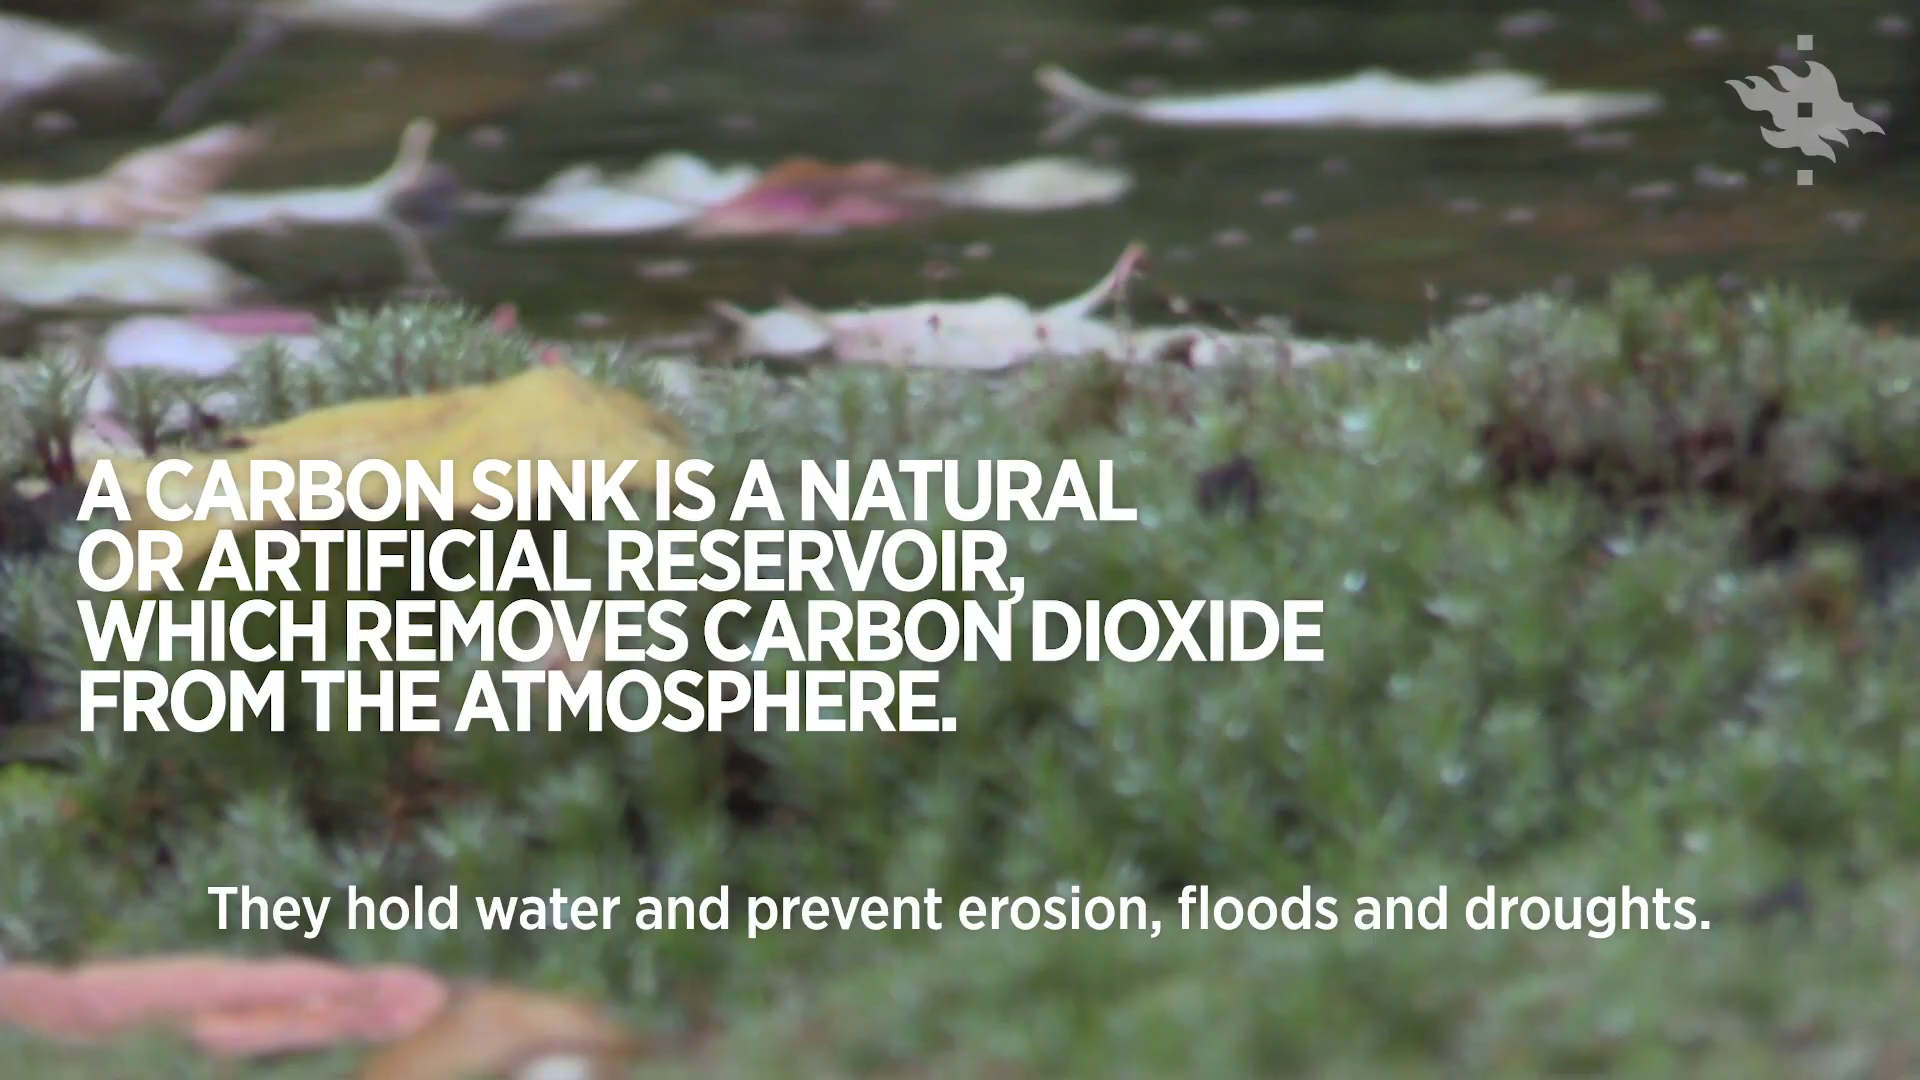 A CARBON SINK IS A NATURAL
OR ARTIFICIAL RESERVOIR,
WHICH REMOVES CARBON DIOXIDE
FROM THE ATMOSPHERE.
They hold water and prevent erosion, floods and droughts.